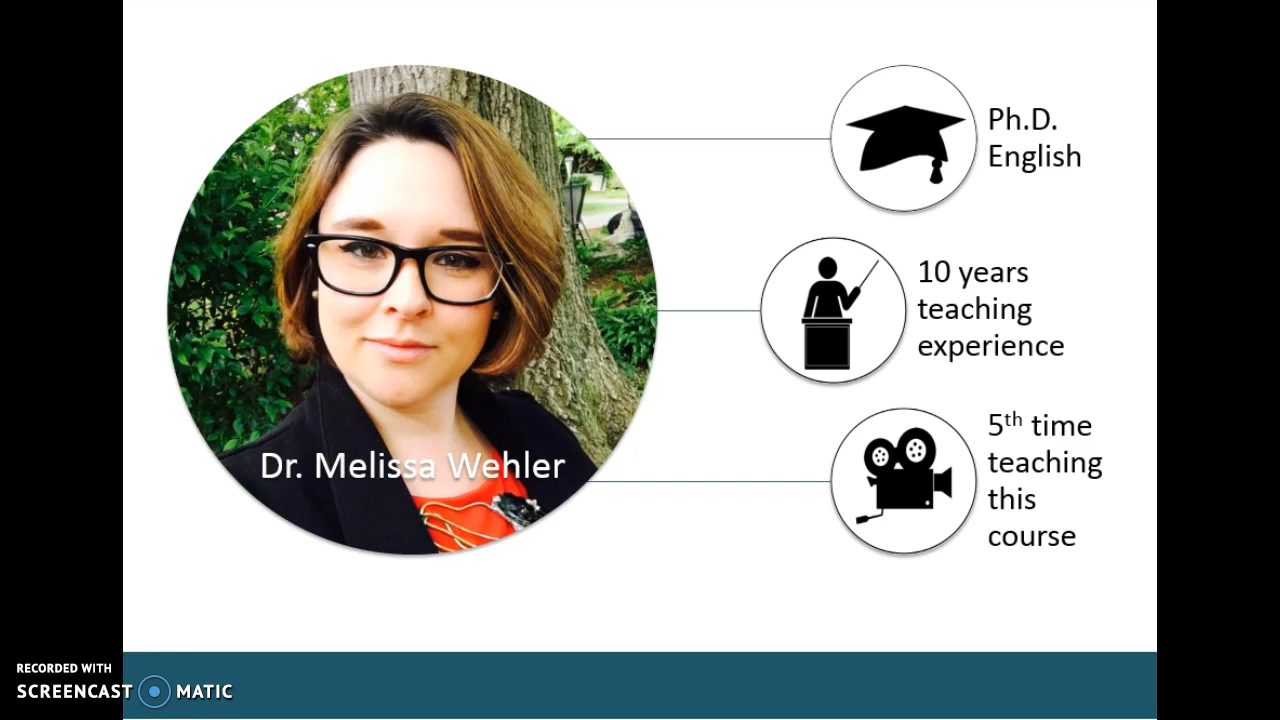 Ph.D.
English
10 years
teaching
experience
5th time
teaching
this
course
Dr. Melissa Wehler
RECORDED WITH
SCREENCAST MATIC